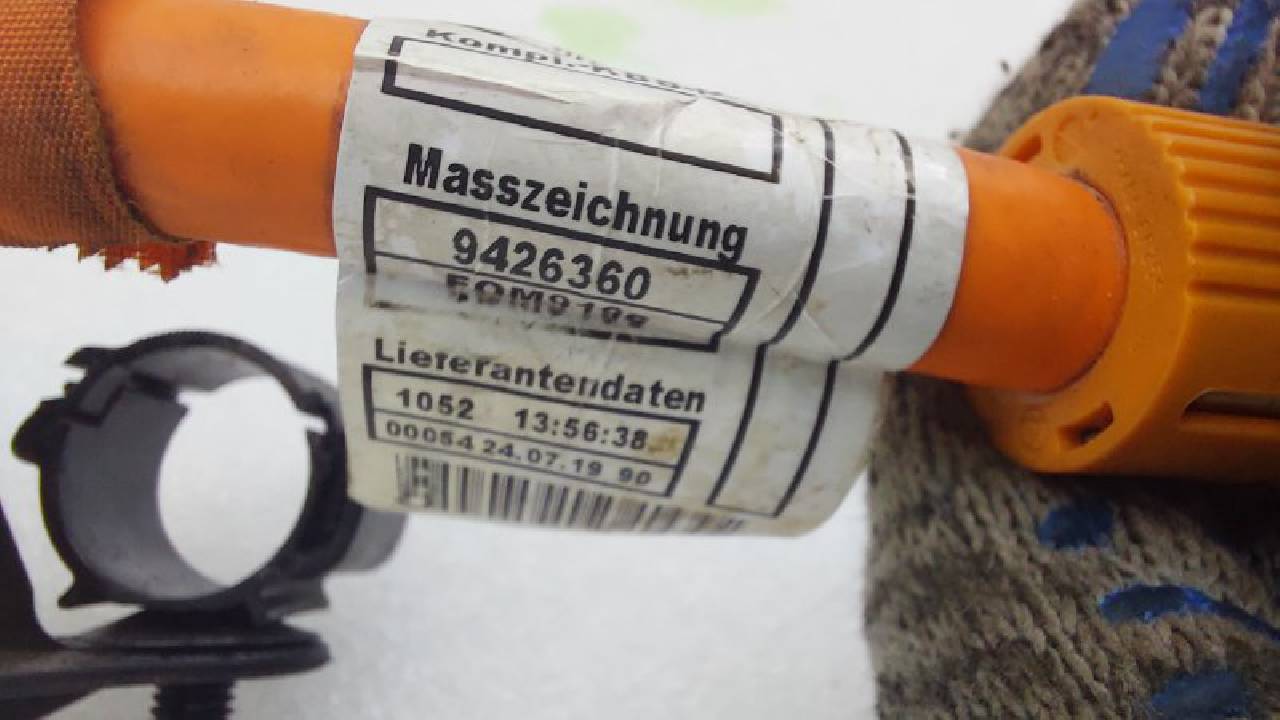 Masszeichnung
9426360
Lieferantendaten
1052 13:56:38
00054 24.07.19 90